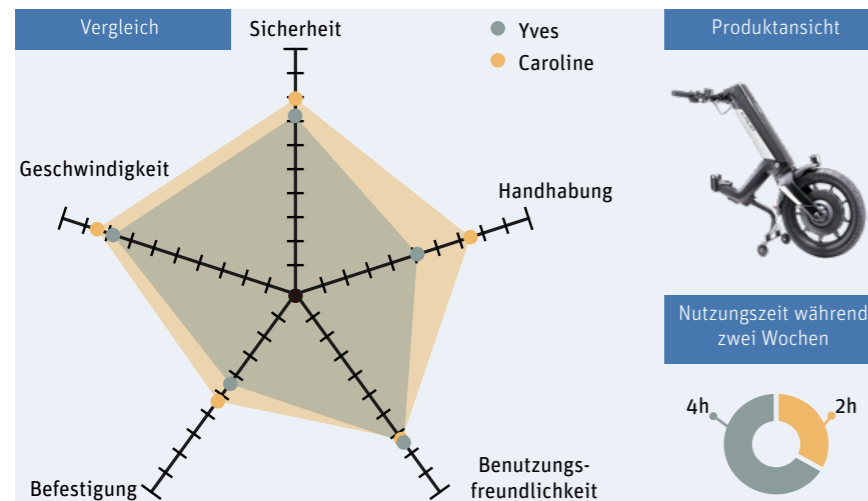 Vergleich
Sicherheit
Yves
Caroline
Produktansicht
Geschwindigkeit
Handhabung
Nutzungszeit während
zwei Wochen
4h
2h
Befestigung
Benutzungs-
freundlichkeit